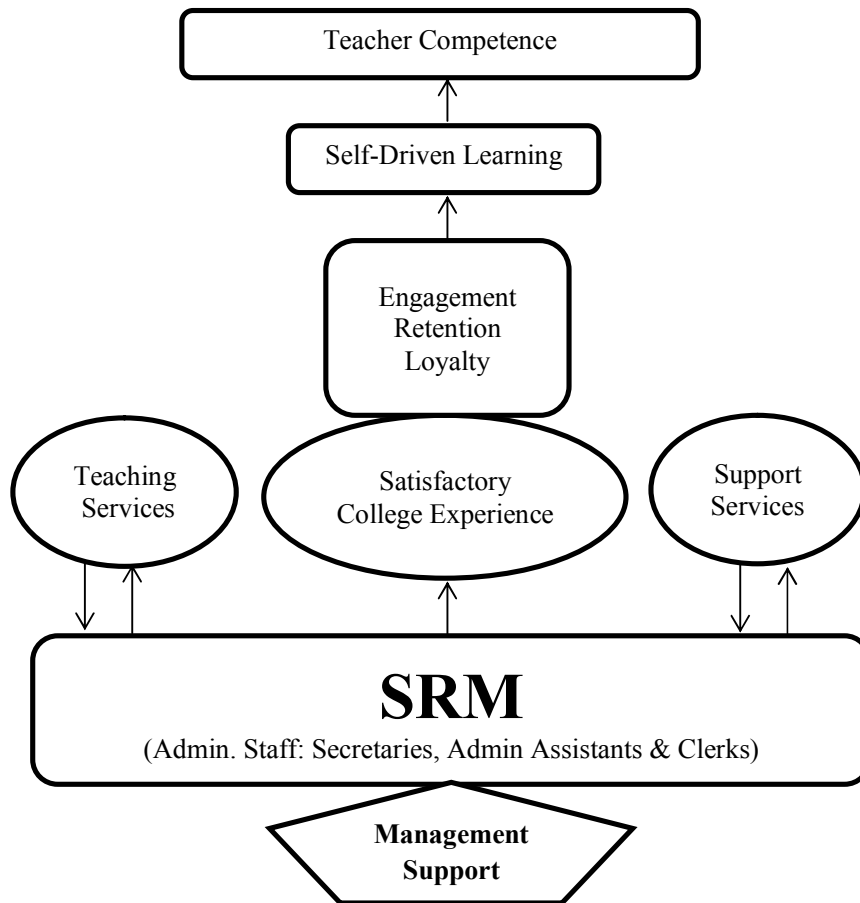 Teacher Competence
Self-Driven Learning
Engagement
Retention
Loyalty
Teaching
Services
Satisfactory
College Experience
Support
Services
SRM
(Admin. Staff: Secretaries, Admin Assistants & Clerks)
Management
Support